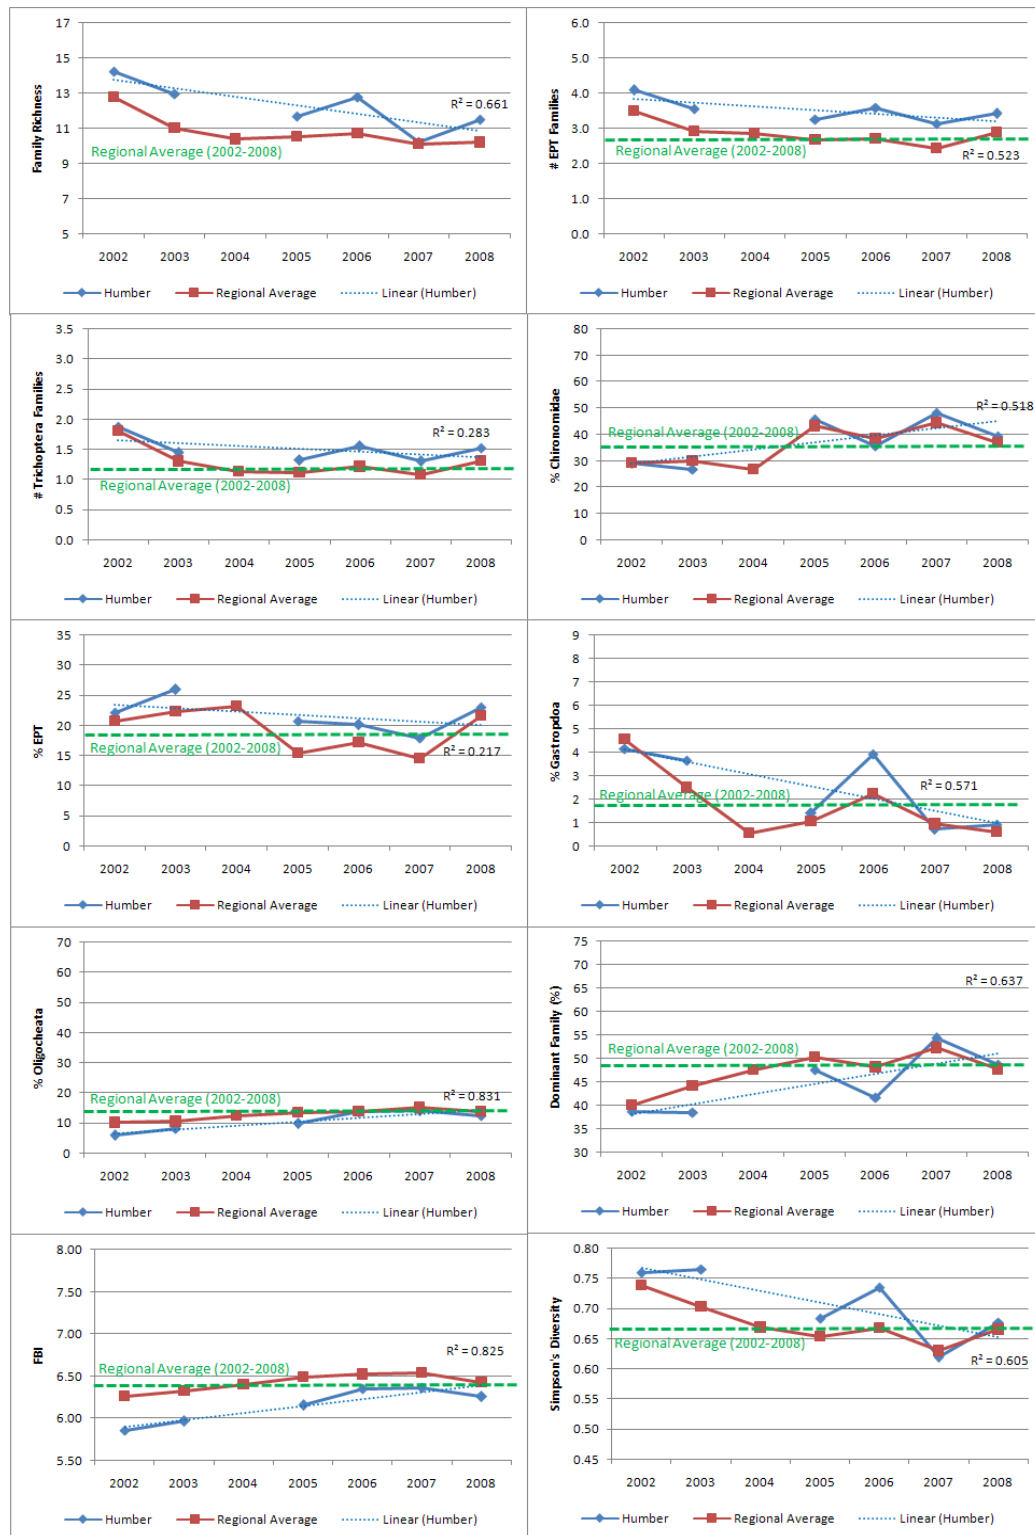 17
15
13
11
9
7
5
Family Richness
R² = 0.661
Regional Average (2002-2008)
2002 2003 2004 2005 2006 2007 2008
Humber Regional Average Linear (Humber)
6.0
5.0
4.0
3.0
2.0
1.0
0.0
# EPT Families
Regional Average (2002-2008)
R² = 0.523
2002 2003 2004 2005 2006 2007 2008
Humber Regional Average Linear (Humber)
3.5
3.0
2.5
2.0
1.5
1.0
0.5
0.0
# Trichoptera Families
R² = 0.283
Regional Average (2002-2008)
2002 2003 2004 2005 2006 2007 2008
Humber Regional Average Linear (Humber)
80
70
60
50
40
30
20
10
0
% Chironomidae
R² = 0.518
Regional Average (2002-2008)
2002 2003 2004 2005 2006 2007 2008
Humber Regional Average Linear (Humber)
35
30
25
20
15
10
5
0
% EPT
Regional Average (2002-2008)
R² = 0.217
2002 2003 2004 2005 2006 2007 2008
Humber Regional Average Linear (Humber)
9
8
7
6
5
4
3
2
1
0
% Gastropdoa
R² = 0.571
Regional Average (2002-2008)
2002 2003 2004 2005 2006 2007 2008
Humber Regional Average Linear (Humber)
70
60
50
40
30
20
10
0
% Oligocheata
Regional Average (2002-2008)
R² = 0.831
2002 2003 2004 2005 2006 2007 2008
Humber Regional Average Linear (Humber)
75
70
65
60
55
50
45
40
35
30
Dominant Family (%)
R² = 0.637
Regional Average (2002-2008)
2002 2003 2004 2005 2006 2007 2008
Humber Regional Average Linear (Humber)
8.00
7.50
7.00
6.50
6.00
5.50
FBI
R² = 0.825
Regional Average (2002-2008)
2002 2003 2004 2005 2006 2007 2008
Humber Regional Average Linear (Humber)
0.80
0.75
0.70
0.65
0.60
0.55
0.50
0.45
Simpson's Diversity
Regional Average (2002-2008)
R² = 0.605
2002 2003 2004 2005 2006 2007 2008
Humber Regional Average Linear (Humber)